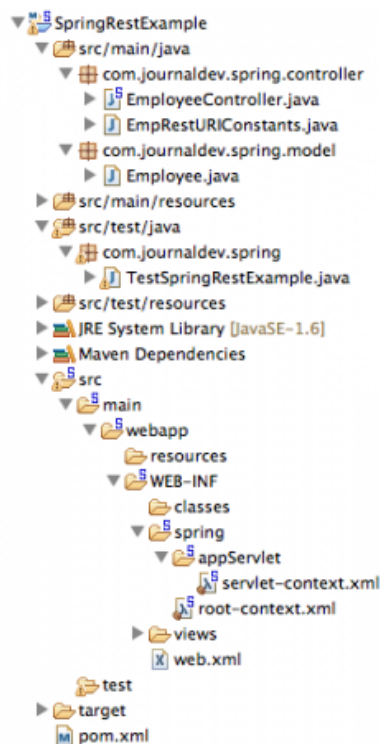 SpringRestExample
src/main/java
com.journaldev.spring.controller
EmployeeController.java
EmpRestURIConstants.java
com.journaldev.spring.model
Employee.java
src/main/resources
src/test/java
com.journaldev.spring
TestSpringRestExample.java
src/test/resources
JRE System Library [JavaSE-1.6]
Maven Dependencies
src
main
webapp
resources
WEB-INF
classes
spring
appServlet
servlet-context.xml
root-context.xml
views
web.xml
test
target
pom.xml